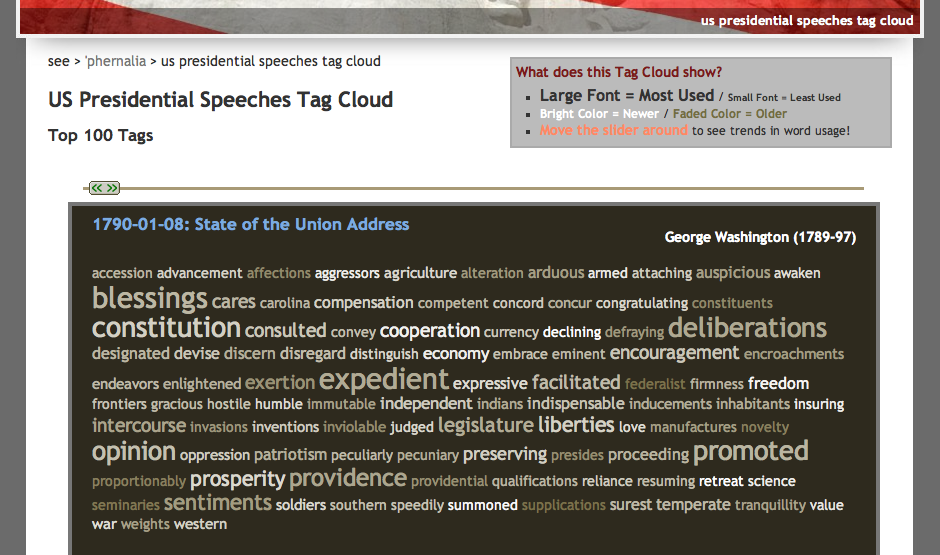 us presidential speeches tag cloud
see > 'phernalia > us presidential speeches tag cloud
US Presidential Speeches Tag Cloud
Top 100 Tags
What does this Tag Cloud show?
Large Font = Most Used / Small Font = Least Used
Bright Color = Newer / Faded Color = Older
Move the slider around to see trends in word usage!
1790-01-08: State of the Union Address
George Washington (1789-97)
accession advancement affections aggressors agriculture alteration arduous armed attaching auspicious awaken
blessings cares carolina compensation competent concord concur congratulating constituents
constitution consulted convey cooperation currency declining defraying deliberations
designated devise discern disregard distinguish economy embrace eminent encouragement encroachments
endeavors enlightened exertion expedient expressive facilitated federalist firmness freedom
frontiers gracious hostile humble immutable independent indians indispensable inducements inhabitants insuring
intercourse invasions inventions inviolable judged legislature liberties love manufactures novelty
opinion oppression patriotism peculiarly pecuniary preserving presides proceeding promoted
proportionably prosperity providence providential qualifications reliance resuming retreat science
seminaries sentiments soldiers southern speedily summoned supplications surest temperate tranquillity value
war weights western